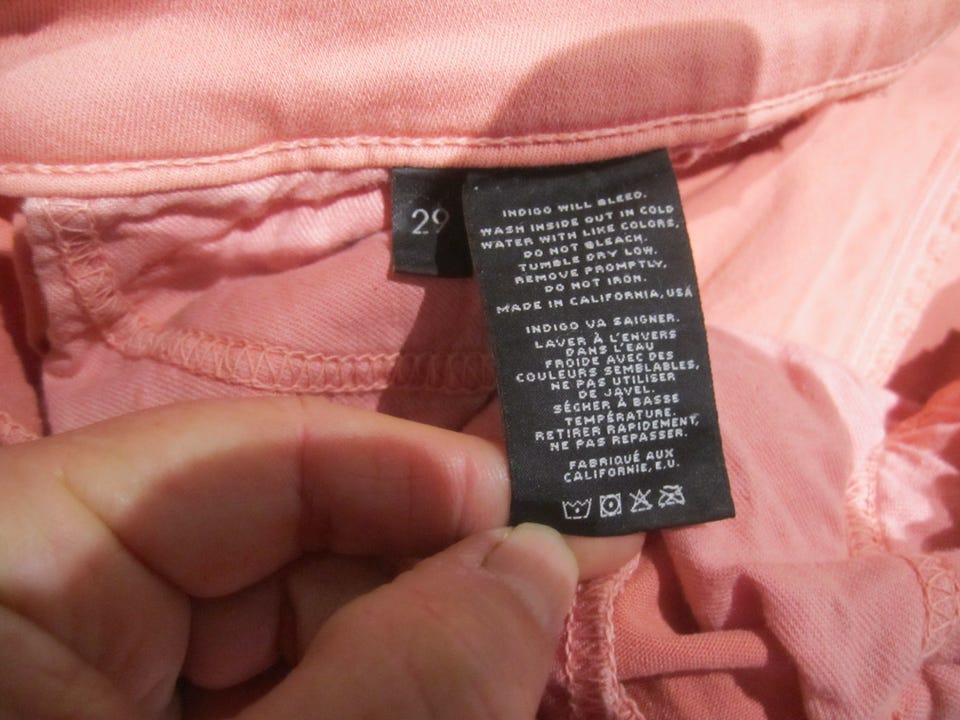 29
INDIGO WILL BLEED.
WASH INSIDE OUT IN COLD
WATER WITH LIKE COLORS,
DO NOT BLEACH.
TUMBLE DRY LOW.
REMOVE PROMPTLY,
DO NOT IRON.
MADE IN CALIFORNIA, USA
INDIGO VA SAIGNER.
LAVER À L'ENVERS
DANS L'EAU
FROIDE AVEC DES
COULEURS SEMBLABLES,
NE PAS UTILISER
DE JAVEL.
SÉCHER À BASSE
TEMPÉRATURE.
RETIRER RAPIDEMENT,
NE PAS REPASSER.
FABRIQUÉ AUX
CALIFORNIE, E.U.